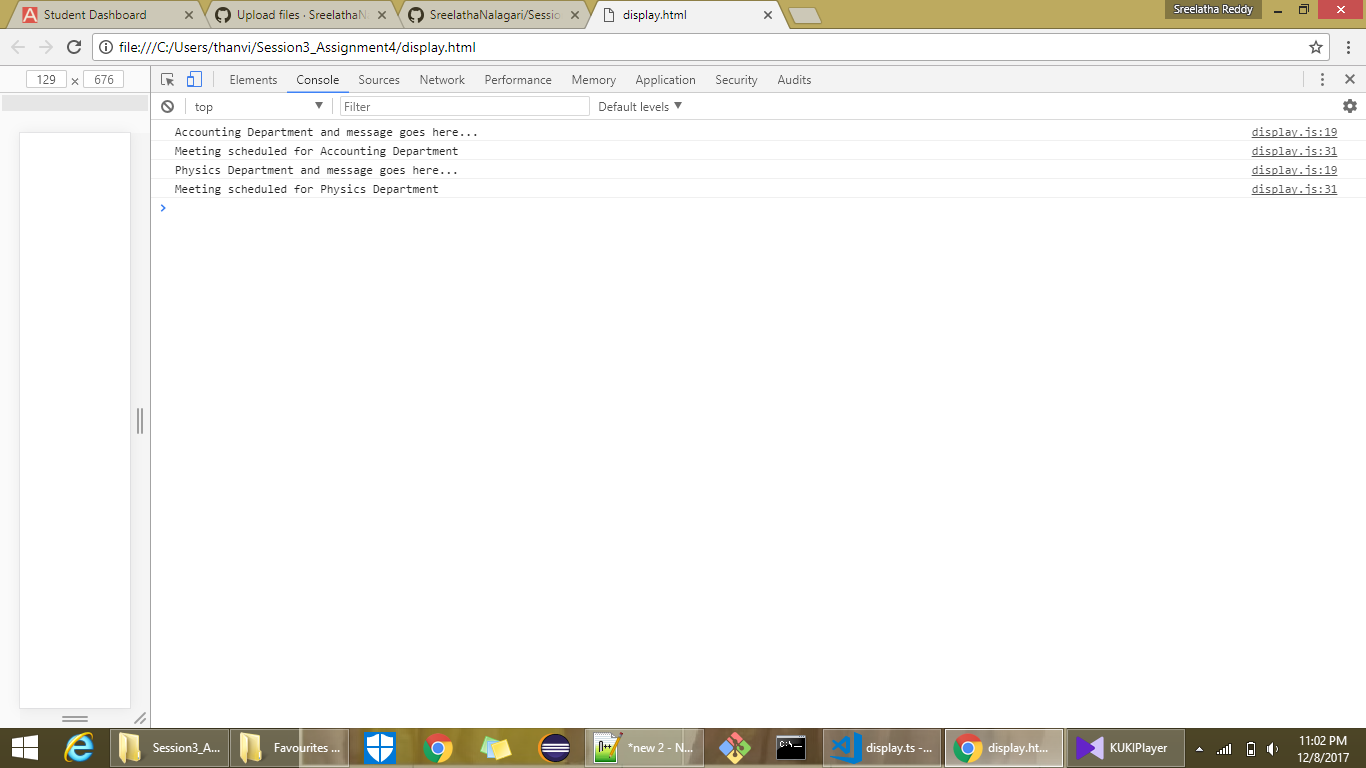 Student Dashboard
Upload files · SreelathaN
SreelathaNalagari/Sessio
display.html
Sreelatha Reddy
file:///C:/Users/thanvi/Session3_Assignment4/display.html
129 x 676
Elements Console Sources Network Performance Memory Application Security Audits
top Filter Default levels
Accounting Department and message goes here... display.js:19
Meeting scheduled for Accounting Department display.js:31
Physics Department and message goes here... display.js:19
Meeting scheduled for Physics Department display.js:31
Session3_A...
Favourites ...
*new 2 - N...
display.ts -...
display.ht...
KUKIPlayer
11:02 PM
12/8/2017